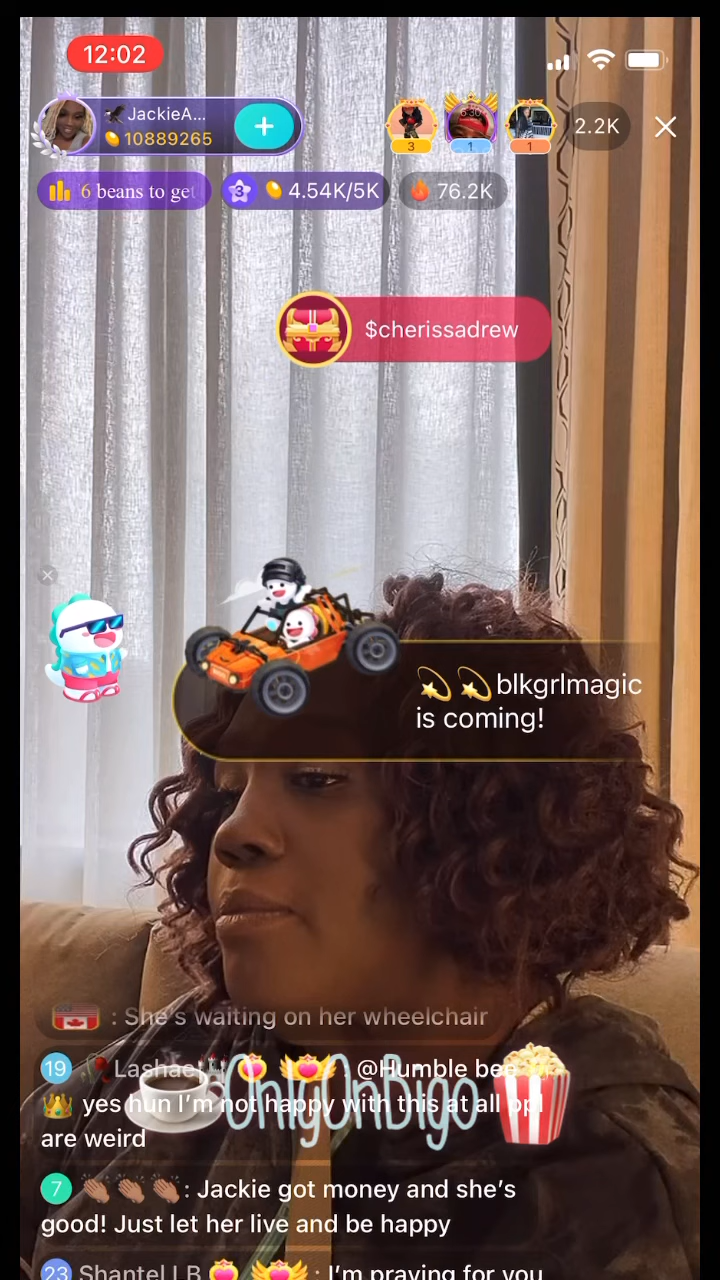 12:02
JackieA...
10889265
3
1
1
2.2K
6 beans to get
3
4.54K/5K
76.2K
$cherissadrew
blkgrlmagic
is coming!
: She's waiting on her wheelchair
19 Lashae : @Humble bee
yes hun I'm not happy with this at all ppl
are weird
OnlyOnBigo
7 : Jackie got money and she's
good! Just let her live and be happy
23 Shantel LB : I'm praying for you